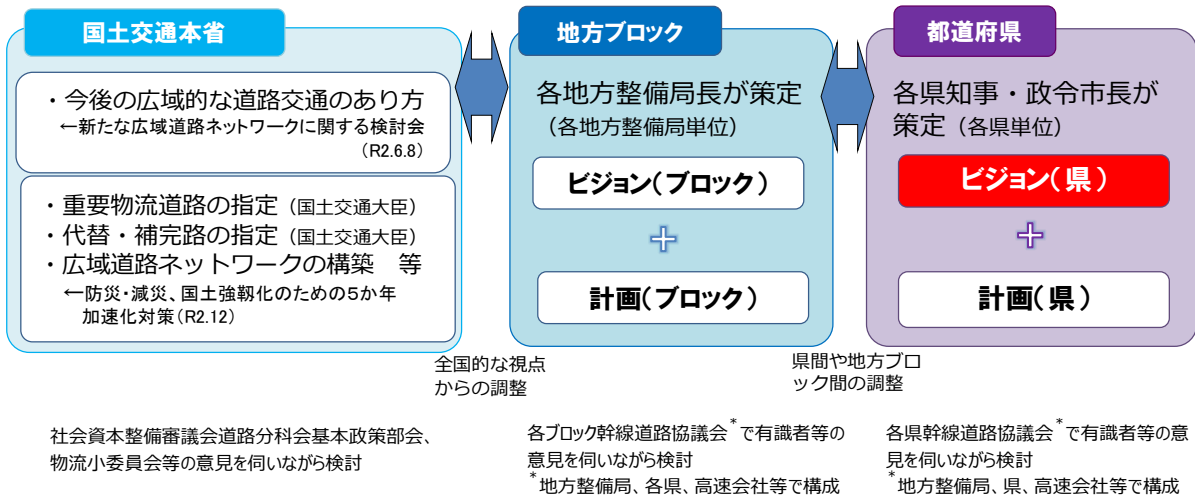 国土交通本省
・今後の広域的な道路交通のあり方
←新たな広域道路ネットワークに関する検討会
(R2.6.8)
・重要物流道路の指定（国土交通大臣）
・代替・補完路の指定（国土交通大臣）
・広域道路ネットワークの構築　等
←防災・減災、国土強靱化のための５か年
加速化対策(R2.12)
全国的な視点
からの調整
社会資本整備審議会道路分科会基本政策部会、
物流小委員会等の意見を伺いながら検討
地方ブロック
各地方整備局長が策定
（各地方整備局単位）
ビジョン(ブロック)
＋
計画(ブロック)
県間や地方ブロ
ック間の調整
各ブロック幹線道路協議会*で有識者等の
意見を伺いながら検討
*地方整備局、各県、高速会社等で構成
都道府県
各県知事・政令市長が
策定（各県単位）
ビジョン(県)
＋
計画(県)
各県幹線道路協議会*で有識者等の意
見を伺いながら検討
*地方整備局、県、高速会社等で構成